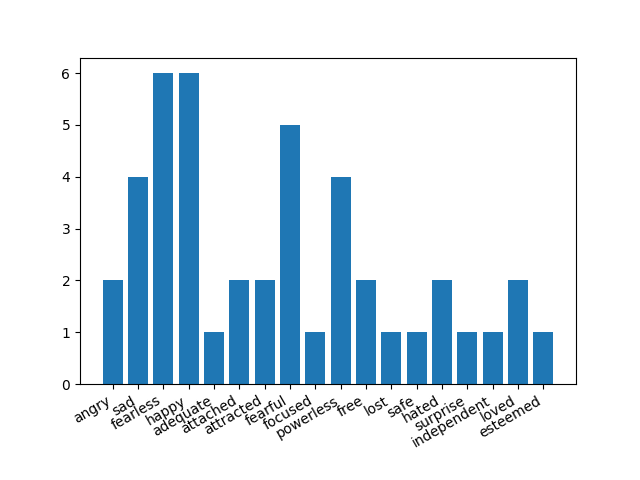 6
5
4
3
2
1
0
angry
sad
fearless
happy
adequate
attached
attracted
fearful
focused
powerless
free
lost
safe
hated
surprise
independent
loved
esteemed